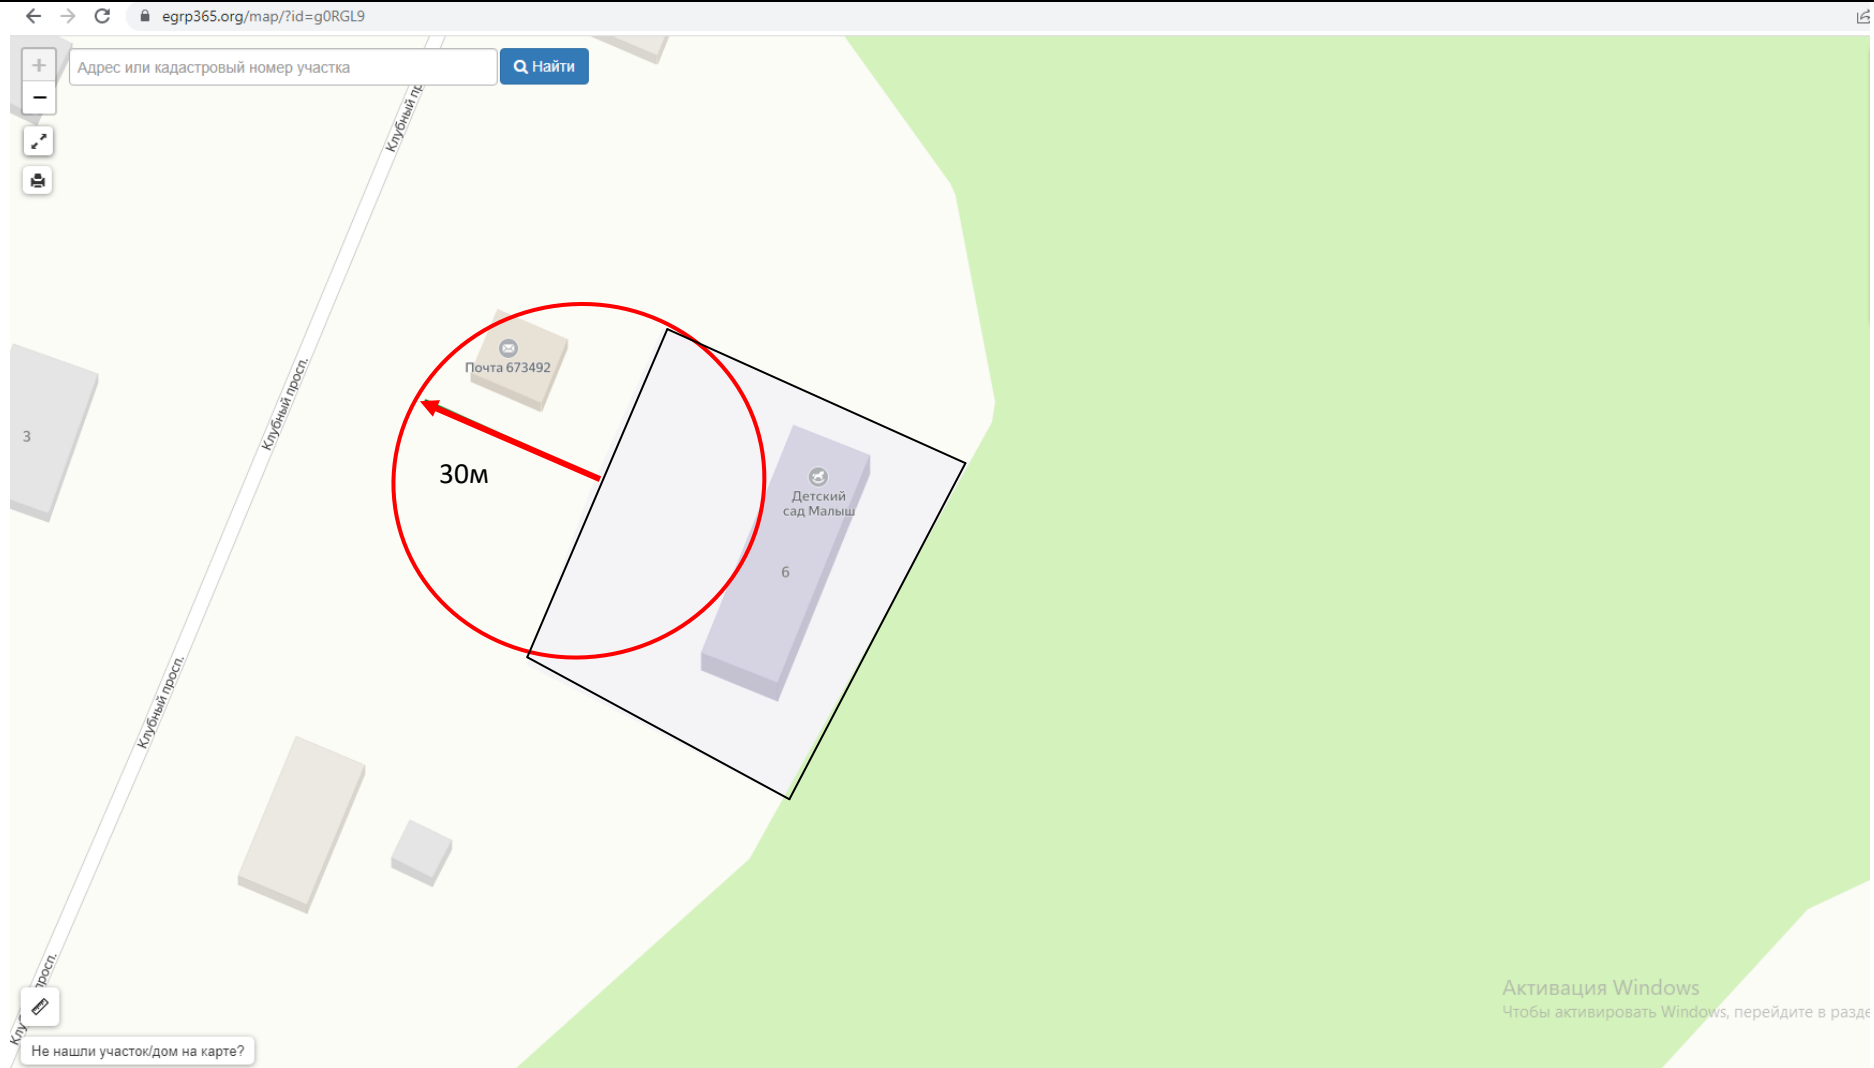 egrp365.org/map/?id=g0RGL9
Адрес или кадастровый номер участка
Найти
Клубный пр
Почта 673492
Клубный просп.
3
30м
Детский
сад Малыш
6
Клубный просп.
просп.
Клу
Активация Windows
Чтобы активировать Windows, перейдите в разде
Не нашли участок/дом на карте?